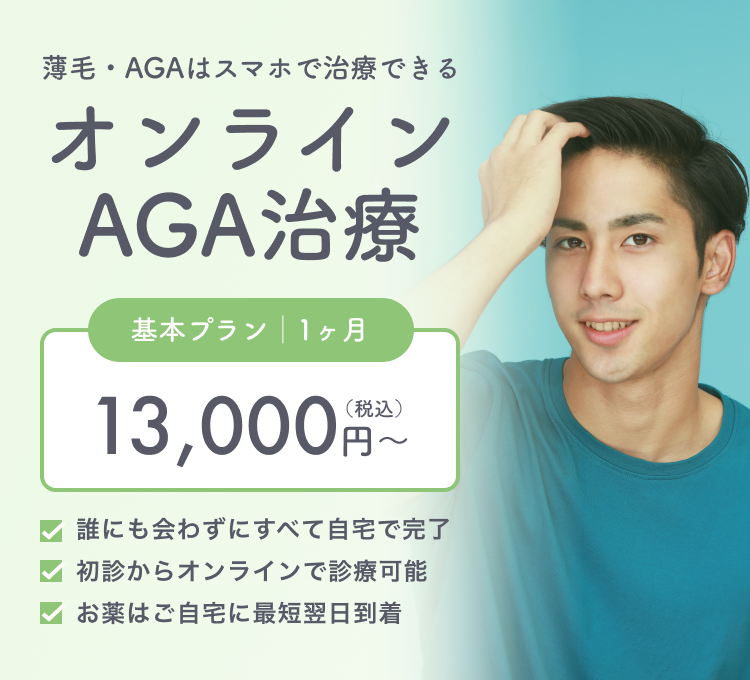 薄毛・AGAはスマホで治療できる
オンライン
AGA治療
基本プラン｜1ヶ月
13,000円～（税込）
誰にも会わずにすべて自宅で完了
初診からオンラインで診療可能
お薬はご自宅に最短翌日到着